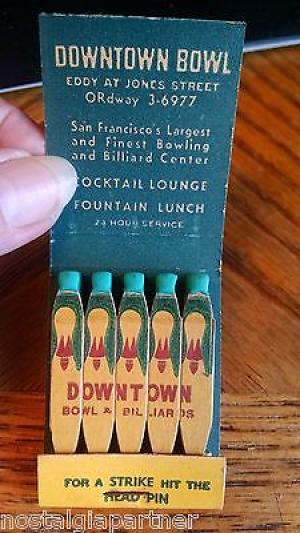 DOWNTOWN BOWL
EDDY AT JONES STREET
ORdway 3-6977
San Francisco's Largest
and Finest Bowling
and Billiard Center
COCKTAIL LOUNGE
FOUNTAIN LUNCH
24 HOUR SERVICE
DOWNTOWN
BOWL & BILLIARDS
FOR A STRIKE HIT THE
HEAD PIN
nostalgiapartner